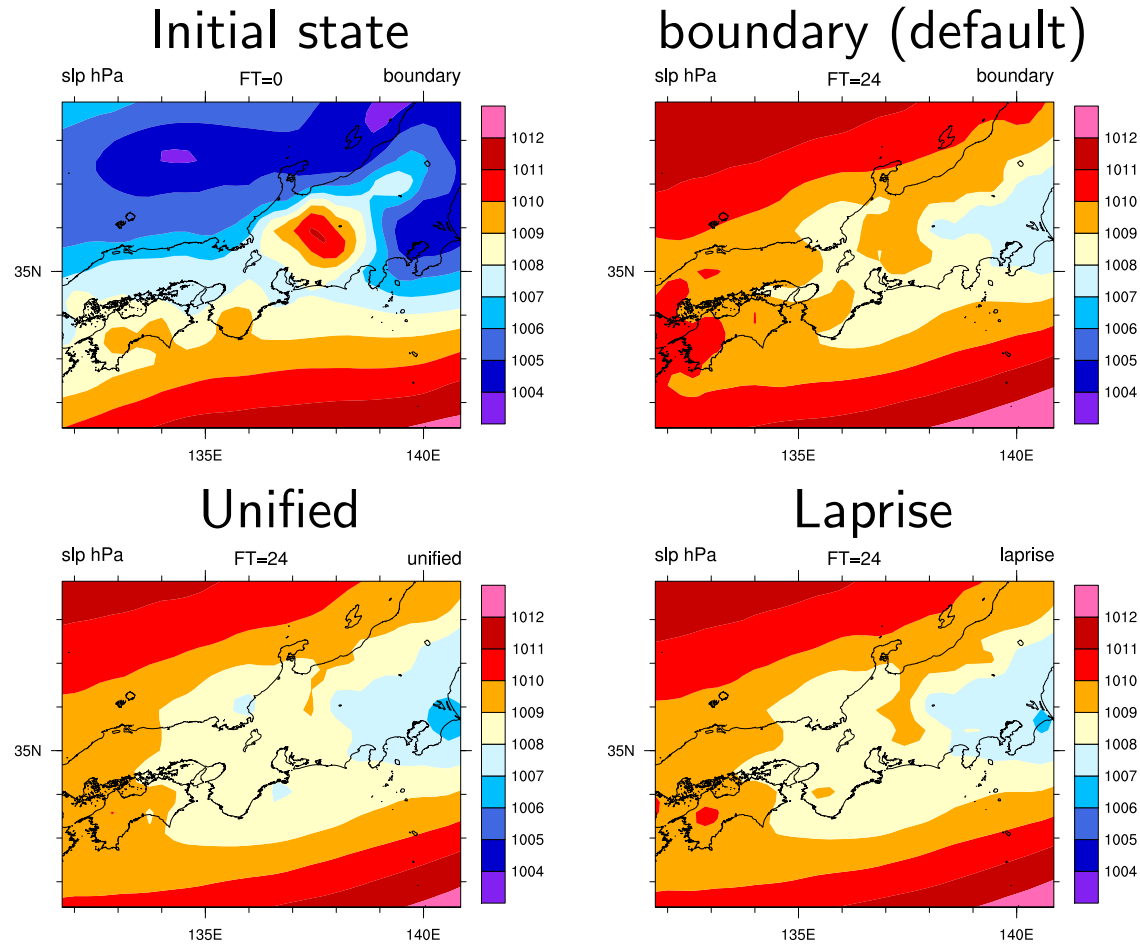 Initial state
slp hPa FT=0 boundary
1012
1011
1010
1009
1008
1007
1006
1005
1004
35N
135E 140E
boundary (default)
slp hPa FT=24 boundary
1012
1011
1010
1009
1008
1007
1006
1005
1004
35N
135E 140E
Unified
slp hPa FT=24 unified
1012
1011
1010
1009
1008
1007
1006
1005
1004
35N
135E 140E
Laprise
slp hPa FT=24 laprise
1012
1011
1010
1009
1008
1007
1006
1005
1004
35N
135E 140E